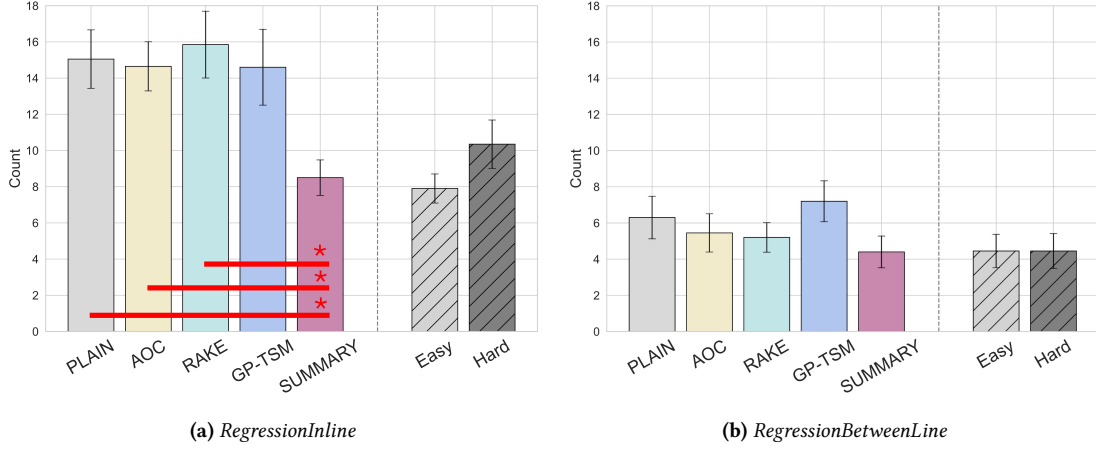 18
16
14
12
10
8
6
4
2
0
Count
*
*
*
PLAIN
AOC
RAKE
GP-TSM
SUMMARY
Easy
Hard
(a) RegressionInline
18
16
14
12
10
8
6
4
2
0
Count
PLAIN
AOC
RAKE
GP-TSM
SUMMARY
Easy
Hard
(b) RegressionBetweenLine